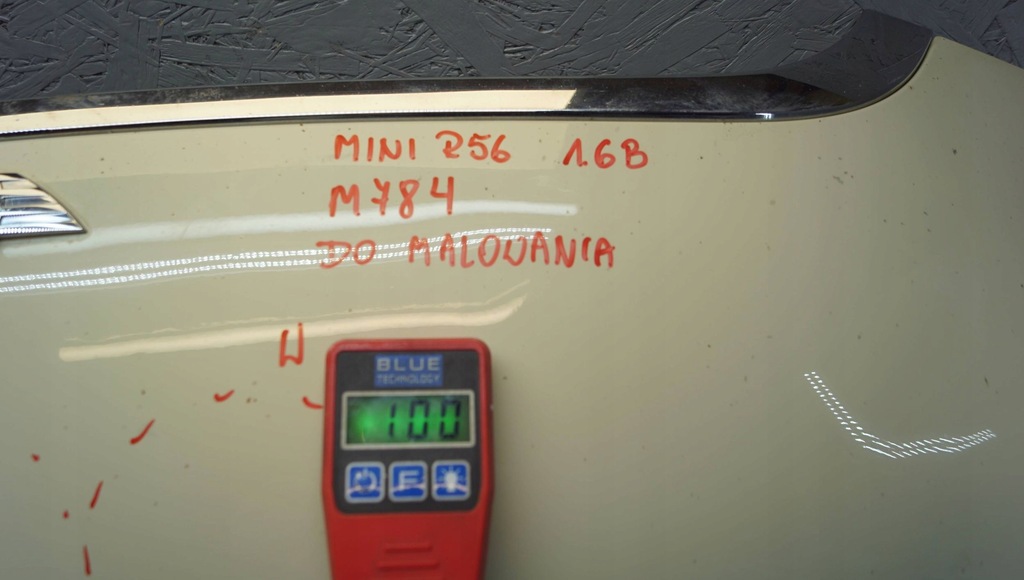 MINI R56 1.6B
M784
DO MALOWANIA
W
BLUE
TECHNOLOGY
100
F